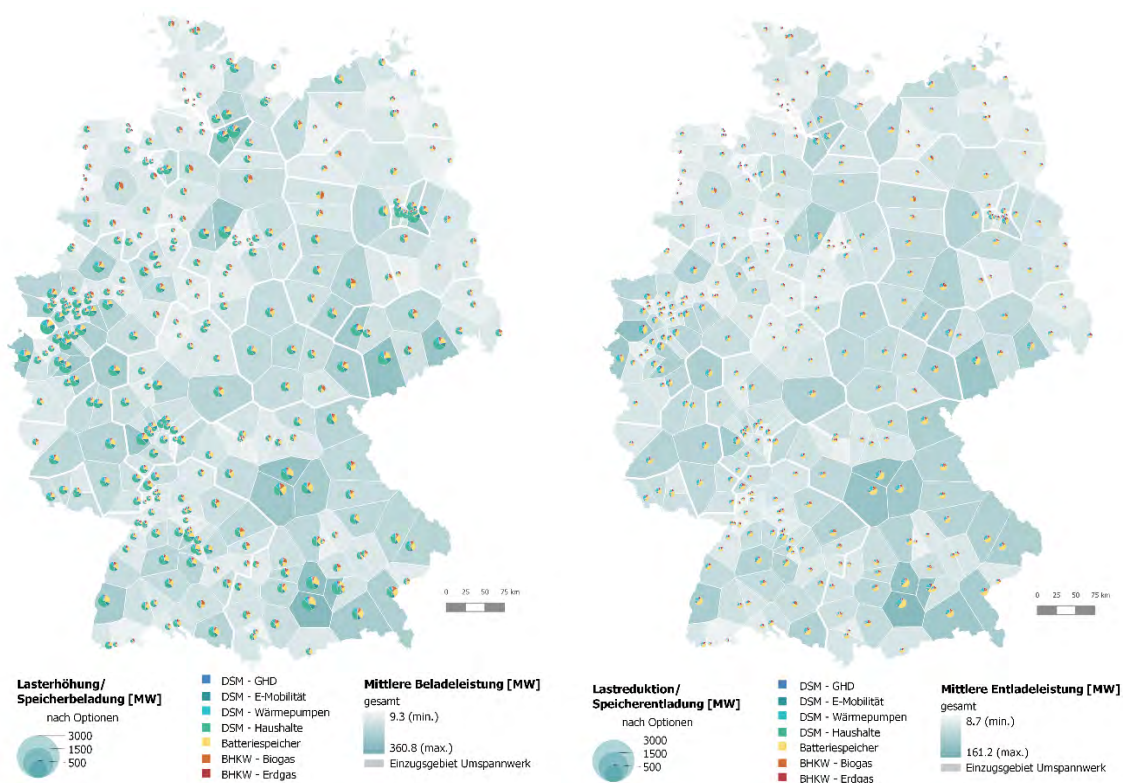 0 25 50 75 km
Lasterhöhung/
Speicherbeladung [MW]
nach Optionen
3000
1500
500
DSM - GHD
DSM - E-Mobilität
DSM - Wärmepumpen
DSM - Haushalte
Batteriespeicher
BHKW - Biogas
BHKW - Erdgas
Mittlere Beladeleistung [MW]
gesamt
9.3 (min.)
360.8 (max.)
Einzugsgebiet Umspannwerk
0 25 50 75 km
Lastreduktion/
Speicherentladung [MW]
nach Optionen
3000
1500
500
DSM - GHD
DSM - E-Mobilität
DSM - Wärmepumpen
DSM - Haushalte
Batteriespeicher
BHKW - Biogas
BHKW - Erdgas
Mittlere Entladeleistung [MW]
gesamt
8.7 (min.)
161.2 (max.)
Einzugsgebiet Umspannwerk